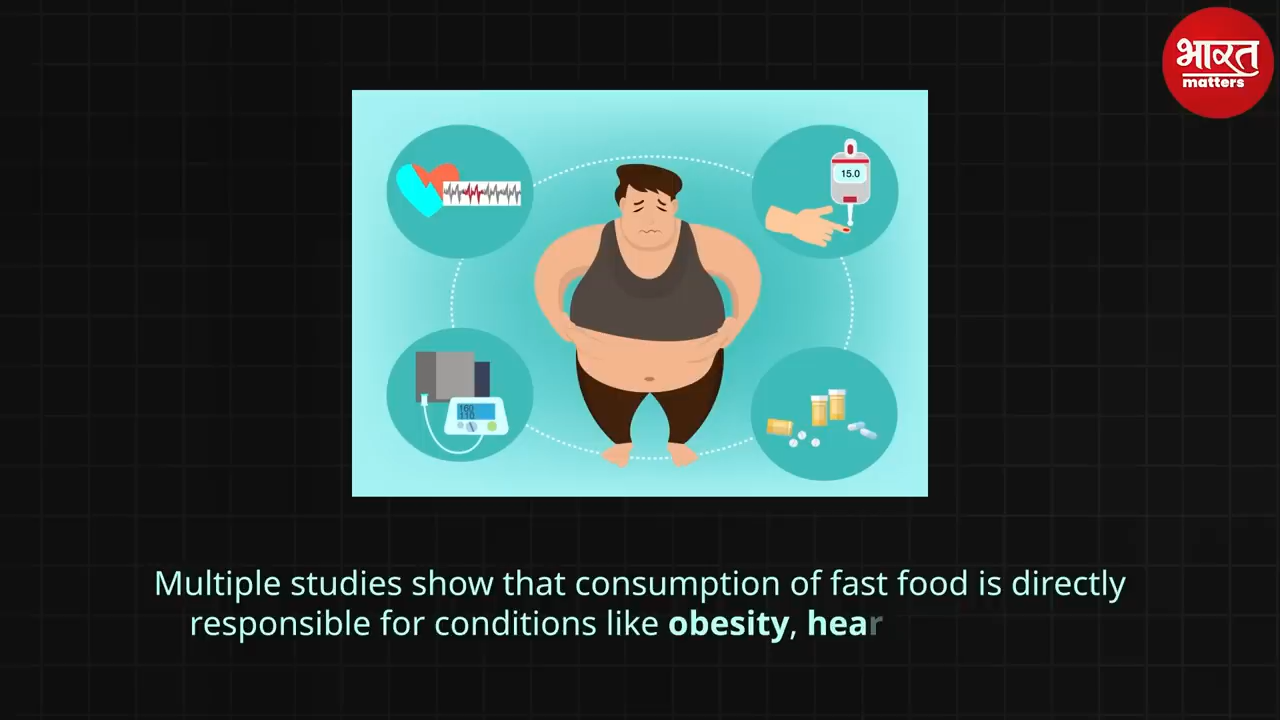 भारत
matters
15.0
160
110
Multiple studies show that consumption of fast food is directly
responsible for conditions like obesity, hear